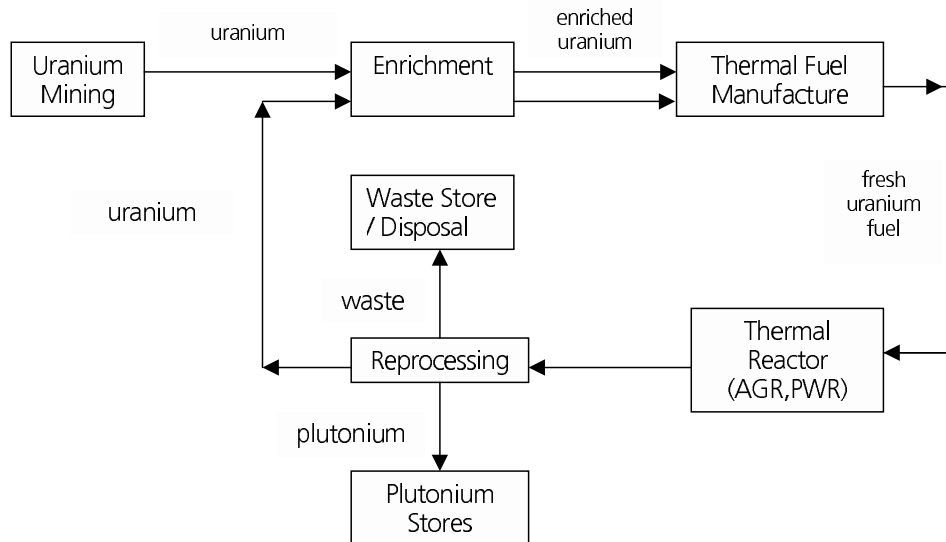 uranium
enriched
uranium
Uranium
Mining
Enrichment
Thermal Fuel
Manufacture
uranium
Waste Store
/ Disposal
fresh
uranium
fuel
waste
Reprocessing
Thermal
Reactor
(AGR,PWR)
plutonium
Plutonium
Stores